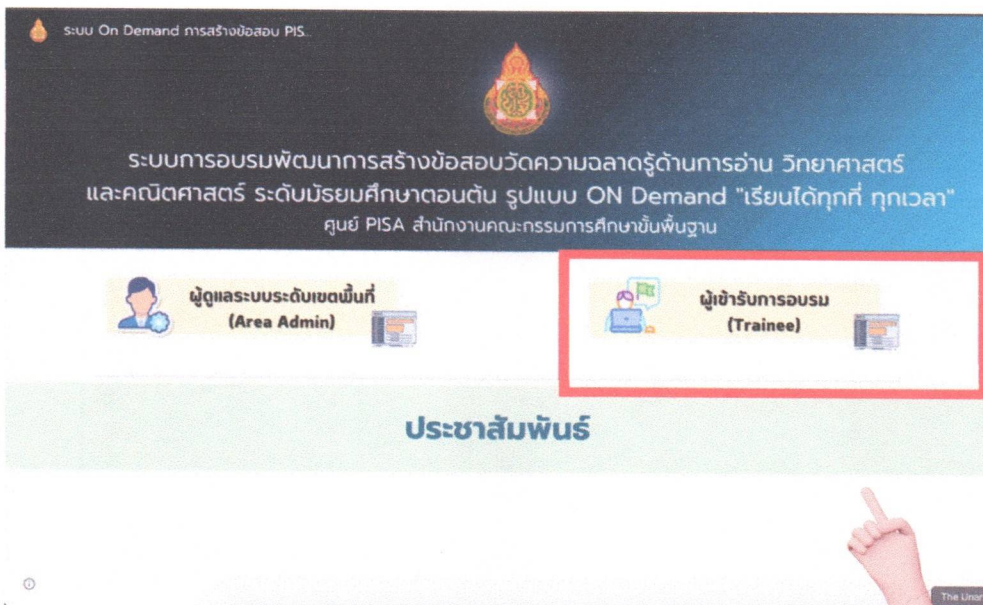 ระบบ On Demand การสร้างข้อสอบ PIS...
ระบบการอบรมพัฒนาการสร้างข้อสอบวัดความฉลาดรู้ด้านการอ่าน วิทยาศาสตร์
และคณิตศาสตร์ ระดับมัธยมศึกษาตอนต้น รูปแบบ ON Demand "เรียนได้ทุกที่ ทุกเวลา"
ศูนย์ PISA สำนักงานคณะกรรมการศึกษาขั้นพื้นฐาน
ผู้ดูแลระบบระดับเขตพื้นที่
(Area Admin)
ผู้เข้ารับการอบรม
(Trainee)
ประชาสัมพันธ์
The